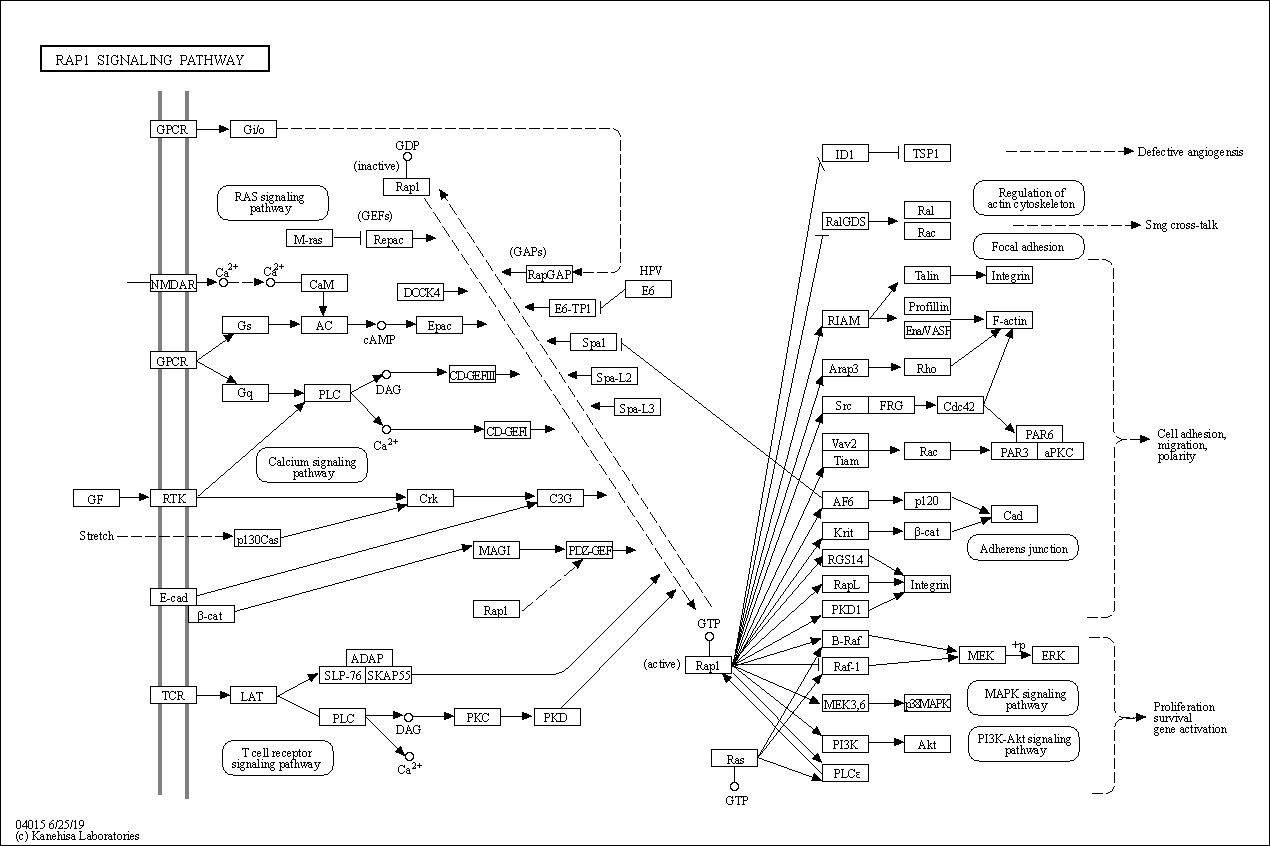 RAP1 SIGNALING PATHWAY
GPCR
Gi/o
GDP
(inactive)
Rap1
RAS signaling
pathway
(GEFs)
M-ras
Repac
(GAPs)
RapGAP
HPV
E6
E6-TP1
NMDAR
Ca2+
Ca2+
CaM
DOCK4
Gs
AC
cAMP
Epac
Spa1
GPCR
Gq
PLC
DAG
CD-GEFIII
Spa-L2
Spa-L3
Ca2+
CD-GEFI
Calcium signaling
pathway
GF
RTK
Crk
C3G
Stretch
p130Cas
MAGI
PDZ-GEF
E-cad
β-cat
Rap1
GTP
(active)
Rap1
ADAP
SLP-76
SKAP55
TCR
LAT
PLC
DAG
PKC
PKD
Ca2+
T cell receptor
signaling pathway
Ras
GTP
ID1
TSP1
Defective angiogensis
Regulation of
actin cytoskeleton
RalGDS
Ral
Rac
Smg cross-talk
Focal adhesion
Talin
Integrin
RIAM
Profillin
Ena/VASP
F-actin
Arap3
Rho
Src
FRG
Cdc42
PAR6
PAR3
aPKC
Vav2
Tiam
Rac
Cell adhesion,
migration,
polarity
AF6
p120
Cad
Krit
β-cat
Adherens junction
RGS14
RapL
Integrin
PKD1
B-Raf
Raf-1
MEK
+p
ERK
MEK3,6
p38MAPK
MAPK signaling
pathway
Proliferation
survival
gene activation
PI3K
Akt
PI3K-Akt signaling
pathway
PLCε
04015 6/25/19
(c) Kanehisa Laboratories